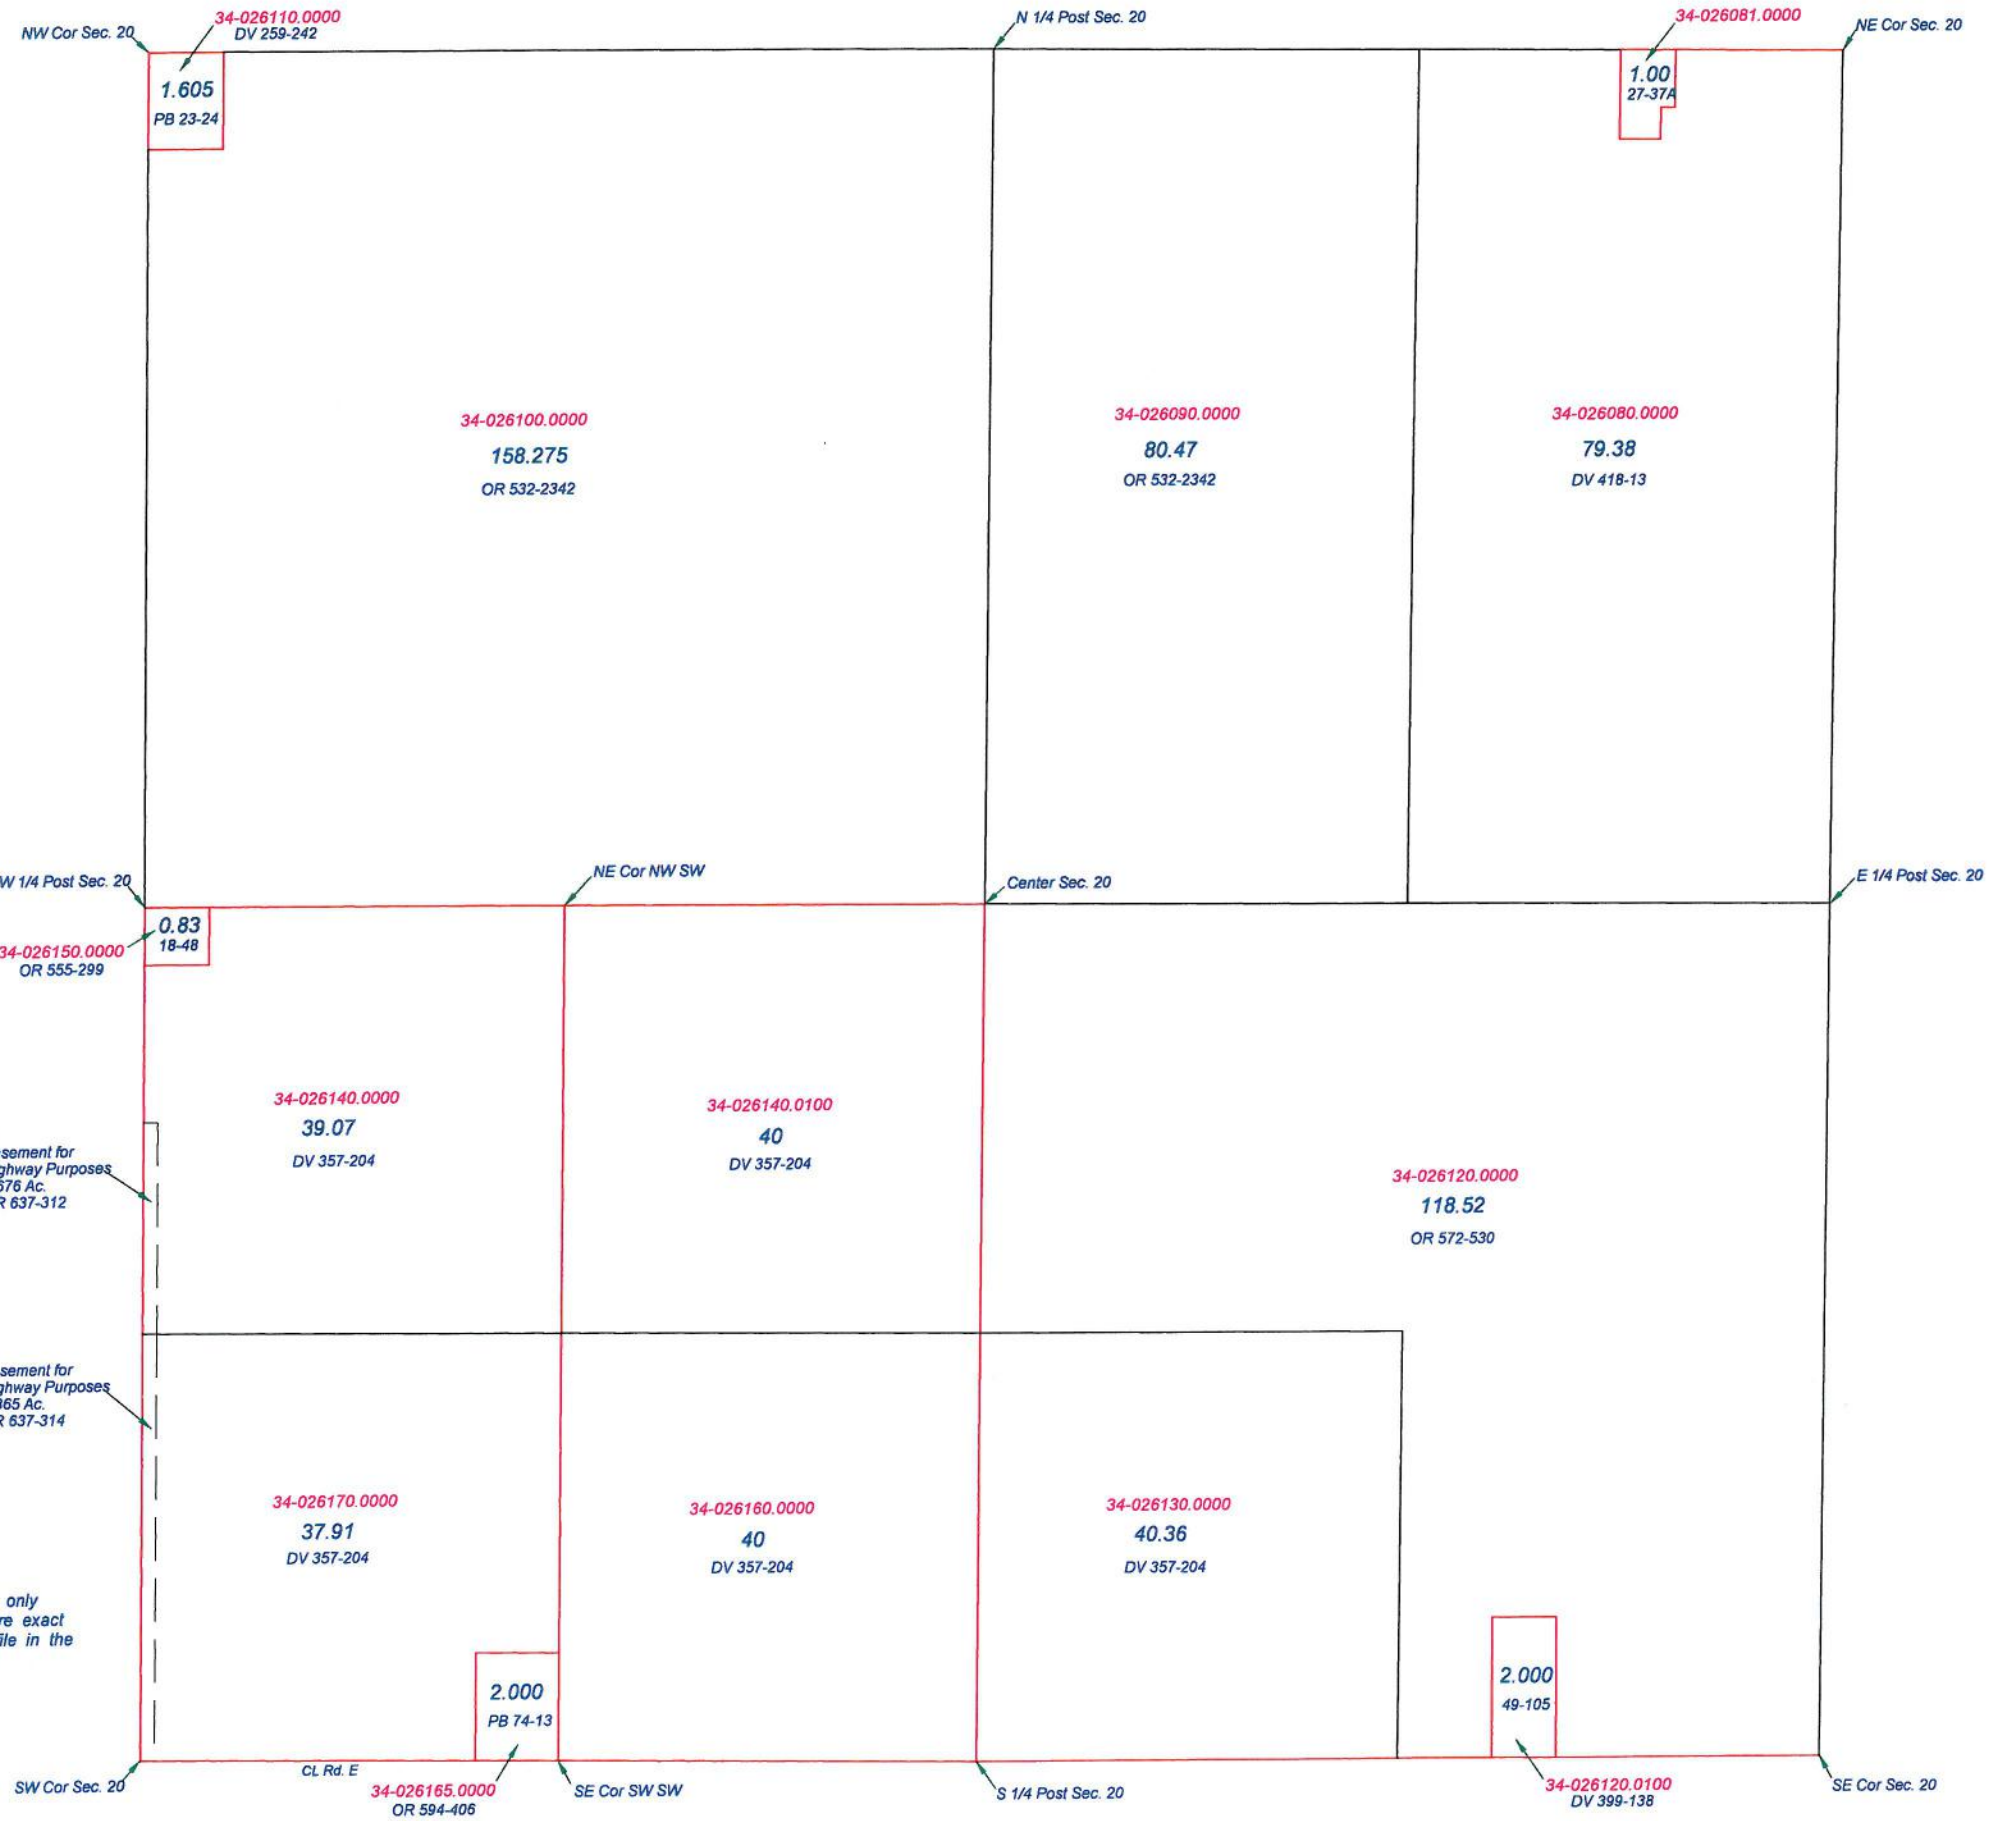 34-026110.0000
DV 259-242
NW Cor Sec. 20
N 1/4 Post Sec. 20
34-026081.0000
NE Cor Sec. 20
1.605
PB 23-24
1.00
27-37A
34-026100.0000
158.275
OR 532-2342
34-026090.0000
80.47
OR 532-2342
34-026080.0000
79.38
DV 418-13
W 1/4 Post Sec. 20
NE Cor NW SW
Center Sec. 20
E 1/4 Post Sec. 20
0.83
18-48
34-026150.0000
OR 555-299
34-026140.0000
39.07
DV 357-204
34-026140.0100
40
DV 357-204
sement for
ghway Purposes
676 Ac.
R 637-312
34-026120.0000
118.52
OR 572-530
sement for
ghway Purposes
365 Ac.
R 637-314
34-026170.0000
37.91
DV 357-204
34-026160.0000
40
DV 357-204
34-026130.0000
40.36
DV 357-204
only
re exact
file in the
2.000
PB 74-13
2.000
49-105
SW Cor Sec. 20
CL Rd. E
34-026165.0000
OR 594-406
SE Cor SW SW
S 1/4 Post Sec. 20
34-026120.0100
DV 399-138
SE Cor Sec. 20